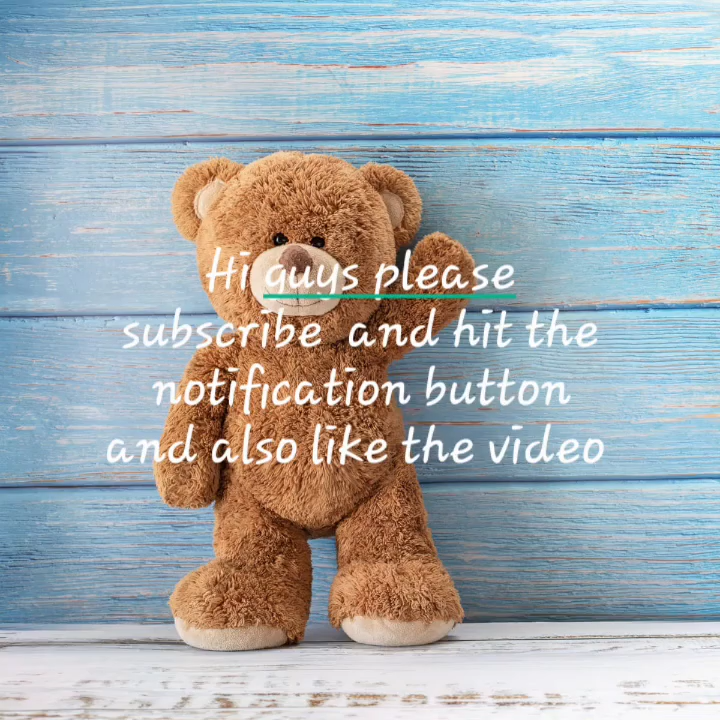 Hi guys please
subscribe  and hit the
notification button
and also like the video